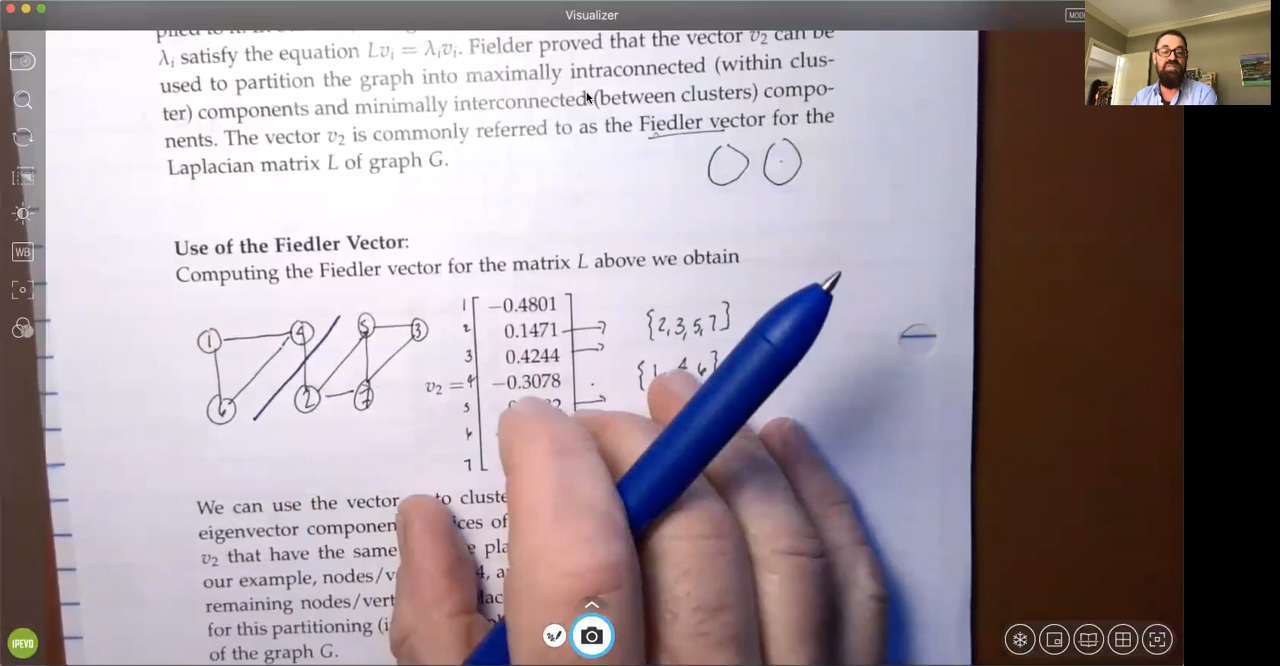 Visualizer
λᵢ satisfy the equation Lvᵢ = λᵢvᵢ. Fielder proved that the vector v₂ can be
used to partition the graph into maximally intraconnected (within clus-
ter) components and minimally interconnected (between clusters) compo-
nents. The vector v₂ is commonly referred to as the Fiedler vector for the
Laplacian matrix L of graph G.
Use of the Fiedler Vector:
Computing the Fiedler vector for the matrix L above we obtain
1 4 5 3
6 2 7
v₂ =
1 −0.4801
2 0.1471
3 0.4244
4 −0.3078
5
7
{2,3,5,7}
We can use the vector to cluste
eigenvector componen ices of
v₂ that have the same e pla
our example, nodes/v 4, a
remaining nodes/vert lac
for this partitioning (i
of the graph G.
WB
IPEVO